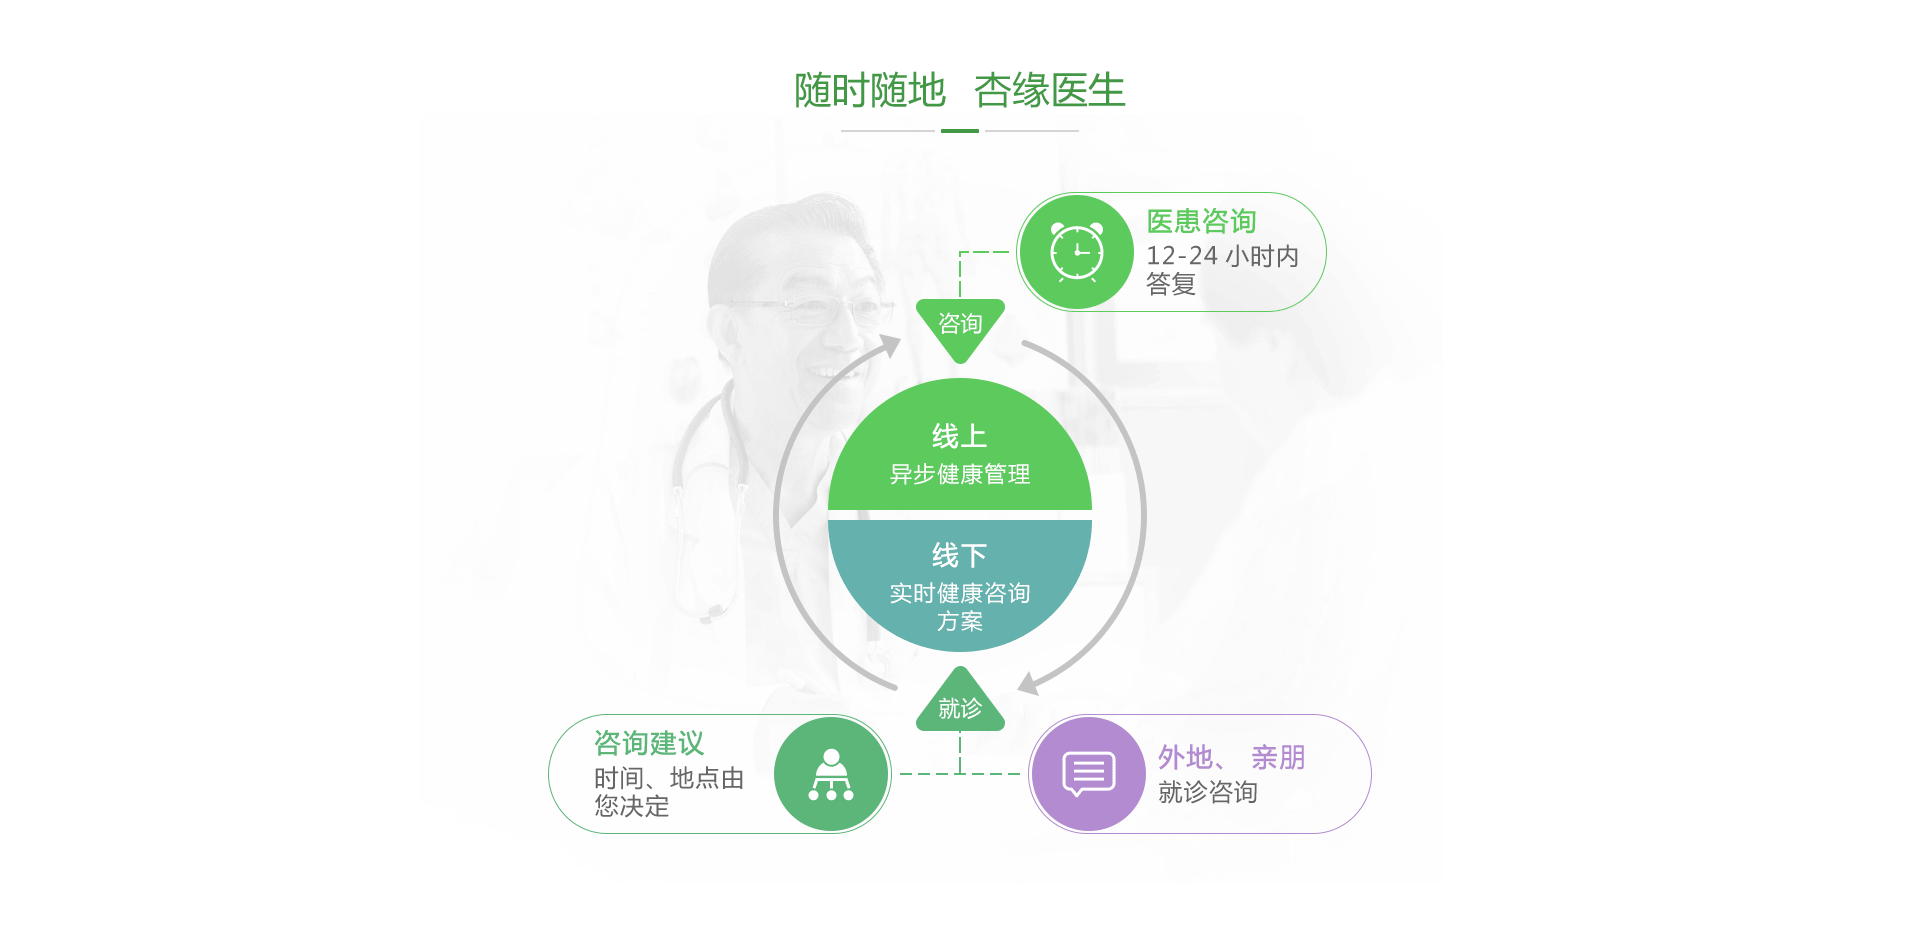 随时随地 杏缘医生
医患咨询
12-24 小时内
答复
咨询
线上
异步健康管理
线下
实时健康咨询
方案
就诊
咨询建议
时间、地点由
您决定
外地、 亲朋
就诊咨询